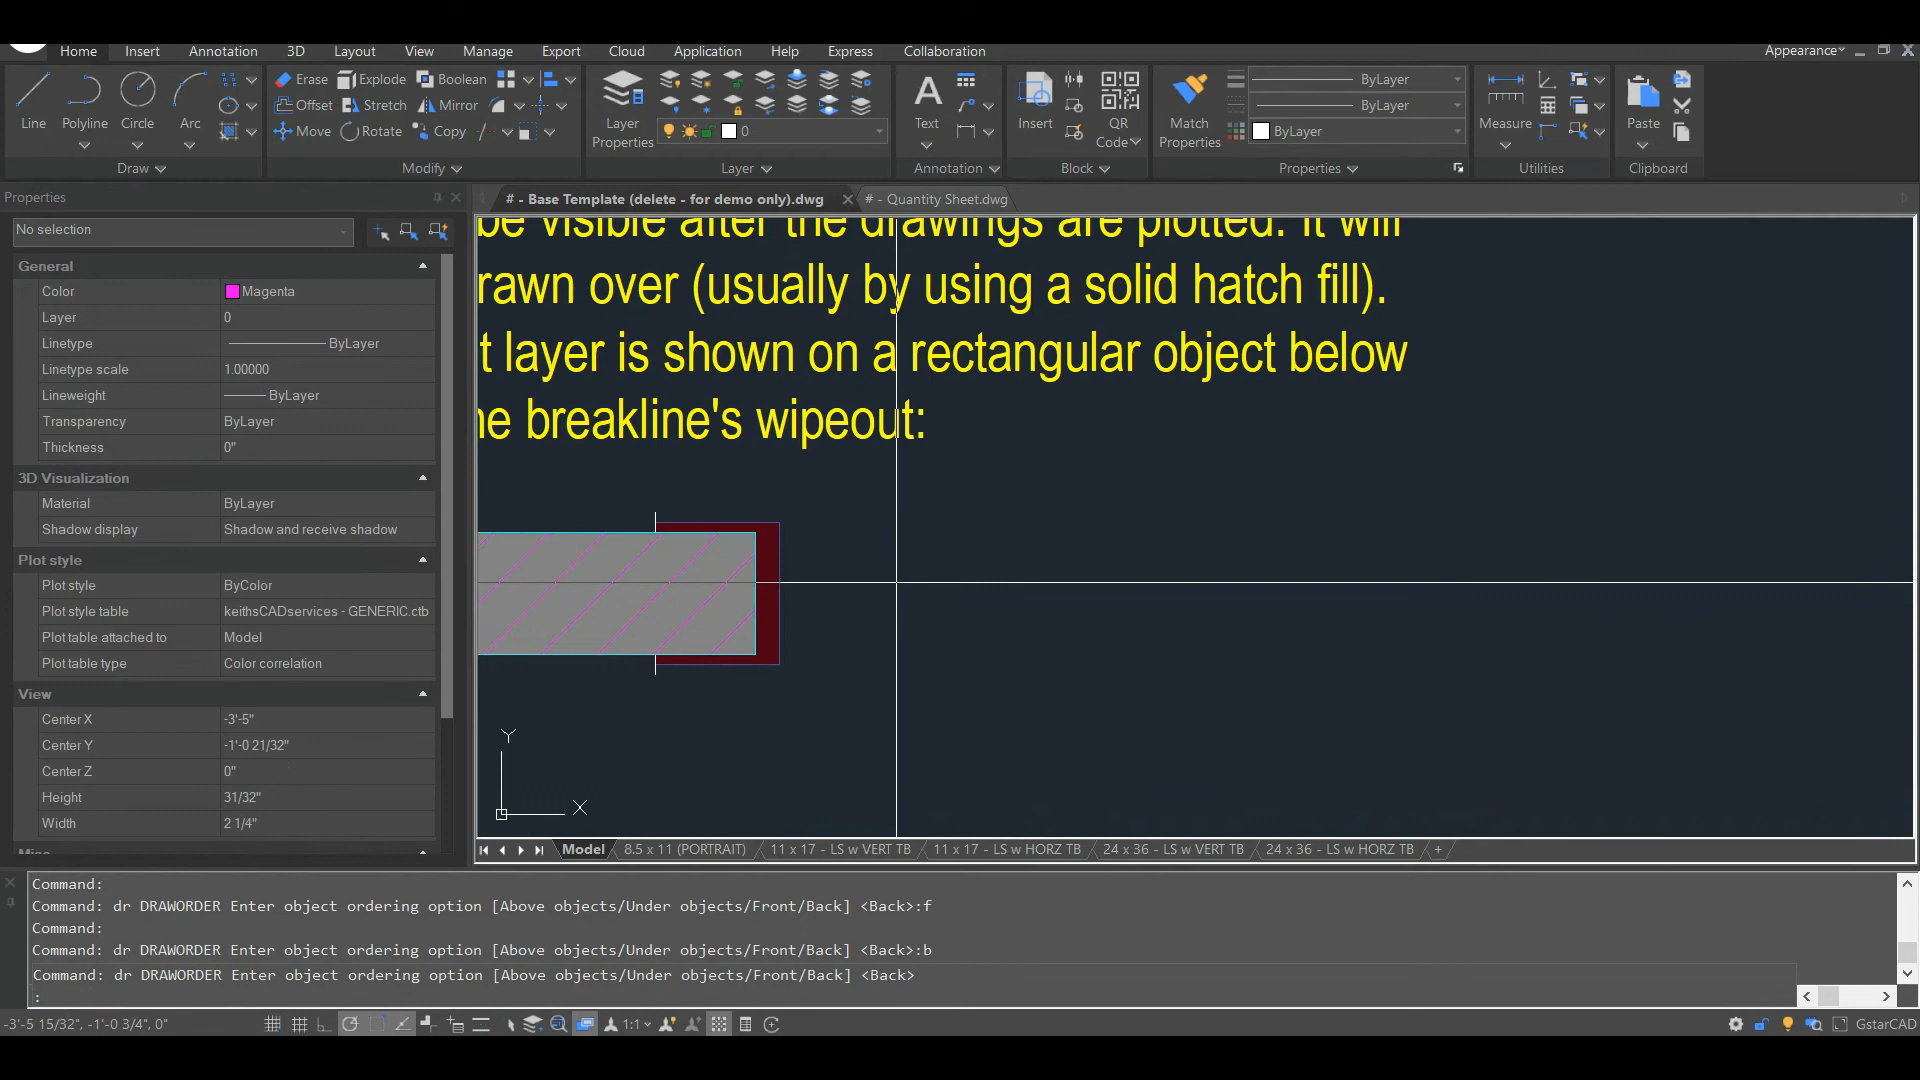 Home Insert Annotation 3D Layout View Manage Export Cloud Application Help Express Collaboration Appearance
Line Polyline Circle Arc
Erase Explode Boolean
Offset Stretch Mirror
Move Rotate Copy
Layer Properties
0
Text
Insert
QR Code
Match Properties
ByLayer
ByLayer
ByLayer
Measure
Paste
Draw Modify Layer Annotation Block Properties Utilities Clipboard
Properties
# - Base Template (delete - for demo only).dwg
# - Quantity Sheet.dwg
No selection
General
Color Magenta
Layer 0
Linetype ByLayer
Linetype scale 1.00000
Lineweight ByLayer
Transparency ByLayer
Thickness 0"
3D Visualization
Material ByLayer
Shadow display Shadow and receive shadow
Plot style
Plot style ByColor
Plot style table keithsCADservices - GENERIC.ctb
Plot table attached to Model
Plot table type Color correlation
View
Center X -3'-5"
Center Y -1'-0 21/32"
Center Z 0"
Height 31/32"
Width 2 1/4"
Misc
be visible after the drawings are plotted. It will
rawn over (usually by using a solid hatch fill).
t layer is shown on a rectangular object below
ne breakline's wipeout:
Y
X
Model 8.5 x 11 (PORTRAIT) 11 x 17 - LS w VERT TB 11 x 17 - LS w HORZ TB 24 x 36 - LS w VERT TB 24 x 36 - LS w HORZ TB +
Command:
Command: dr DRAWORDER Enter object ordering option [Above objects/Under objects/Front/Back] <Back>:f
Command:
Command: dr DRAWORDER Enter object ordering option [Above objects/Under objects/Front/Back] <Back>:b
Command: dr DRAWORDER Enter object ordering option [Above objects/Under objects/Front/Back] <Back>
:
-3'-5 15/32", -1'-0 3/4", 0"
1:1
GstarCAD